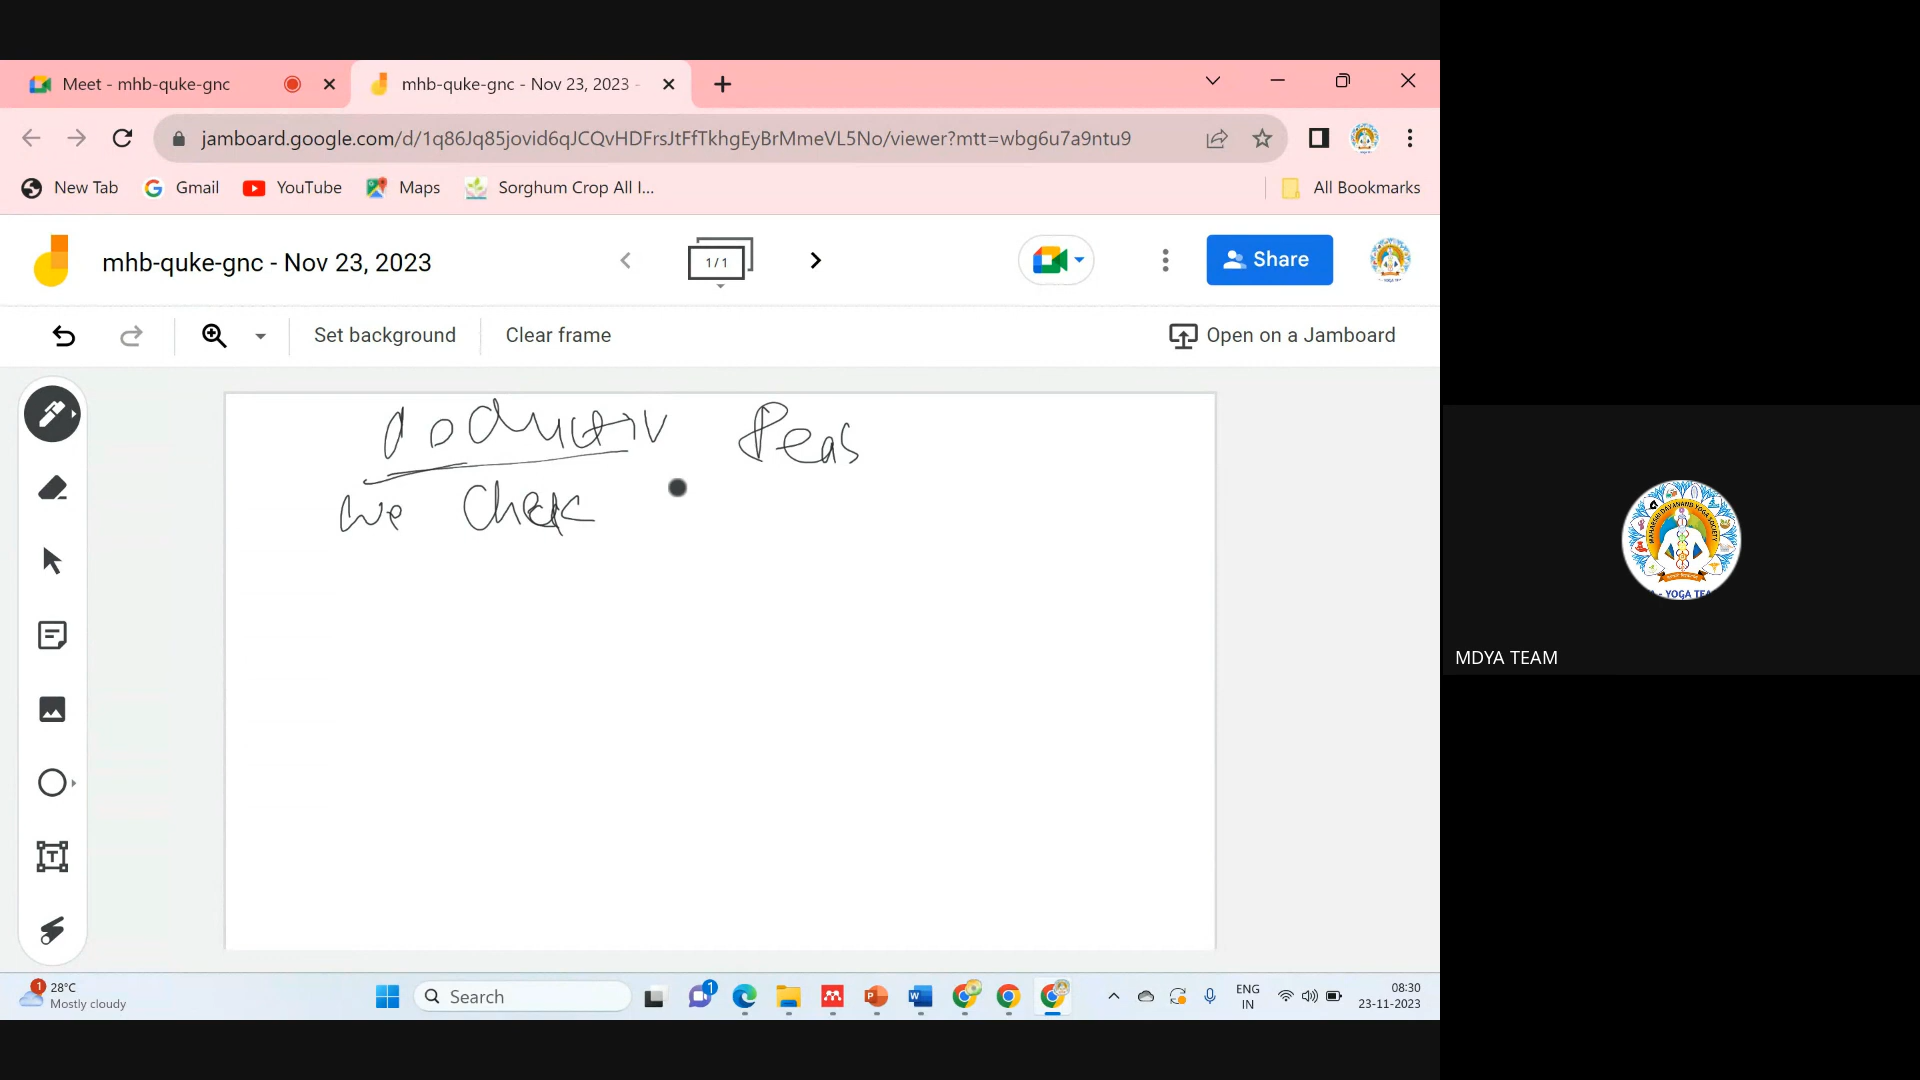 Meet - mhb-quke-gnc
mhb-quke-gnc - Nov 23, 2023 -
jamboard.google.com/d/1q86Jq85jovid6qJCQvHDFrsJtFfTkhgEyBrMmeVL5No/viewer?mtt=wbg6u7a9ntu9
New Tab Gmail YouTube Maps Sorghum Crop All I... All Bookmarks
mhb-quke-gnc - Nov 23, 2023 1 / 1 Share
Set background Clear frame Open on a Jamboard
we
MDYA TEAM
1 28°C Mostly cloudy
Search 1
ENG IN
08:30
23-11-2023